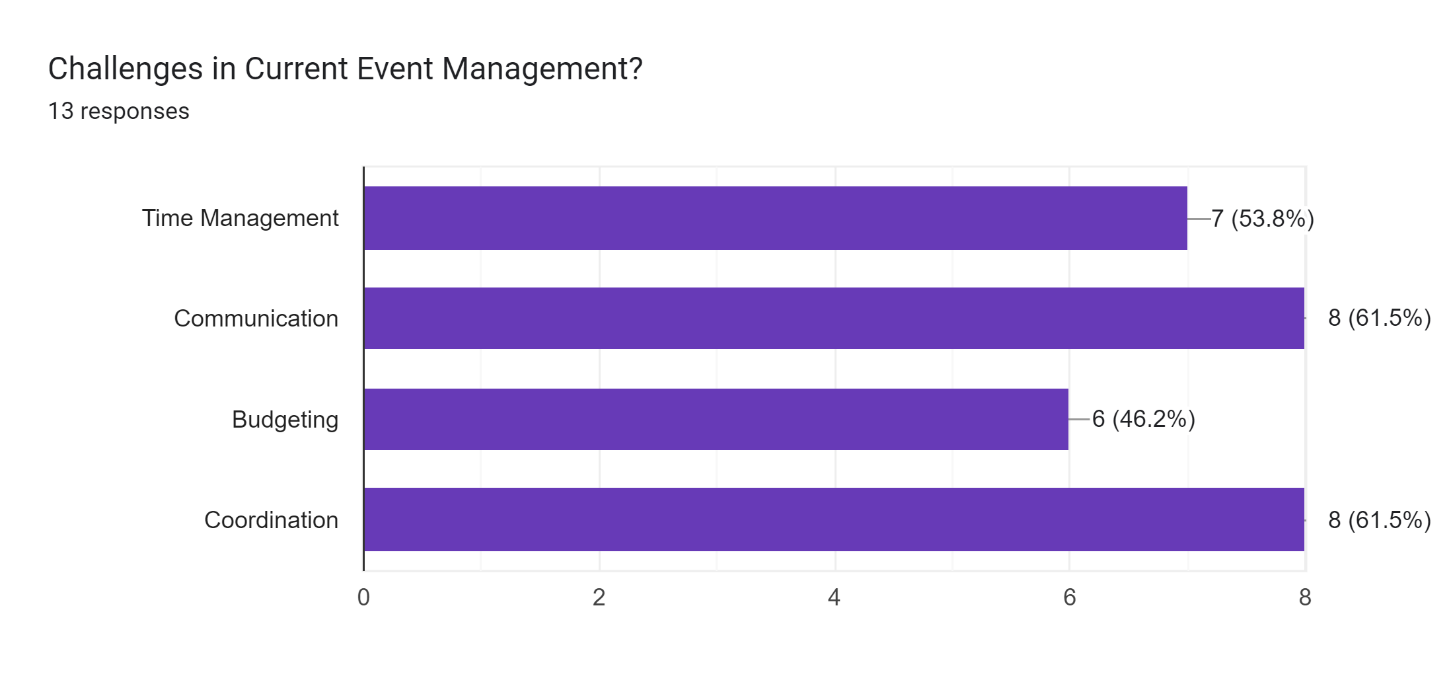 Challenges in Current Event Management?
13 responses
Time Management
7 (53.8%)
Communication
8 (61.5%)
Budgeting
6 (46.2%)
Coordination
8 (61.5%)
0 2 4 6 8